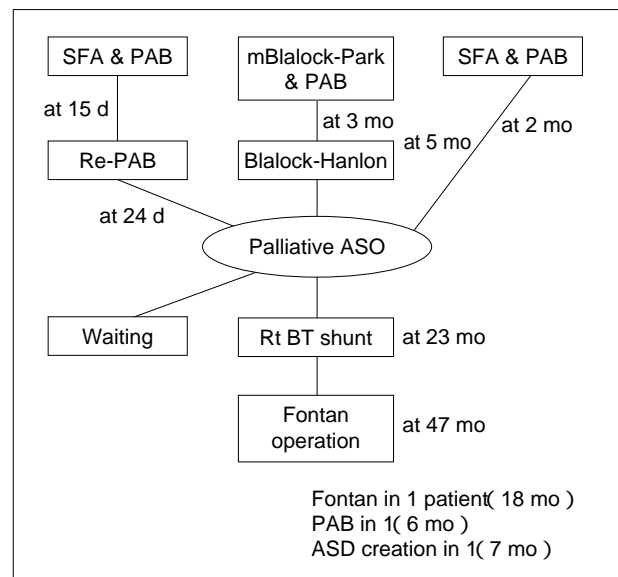 SFA & PAB
mBlalock-Park
& PAB
SFA & PAB
at 15 d
at 3 mo
at 5 mo
at 2 mo
Re-PAB
Blalock-Hanlon
at 24 d
Palliative ASO
Waiting
Rt BT shunt
at 23 mo
Fontan
operation
at 47 mo
Fontan in 1 patient( 18 mo )
PAB in 1( 6 mo )
ASD creation in 1( 7 mo )